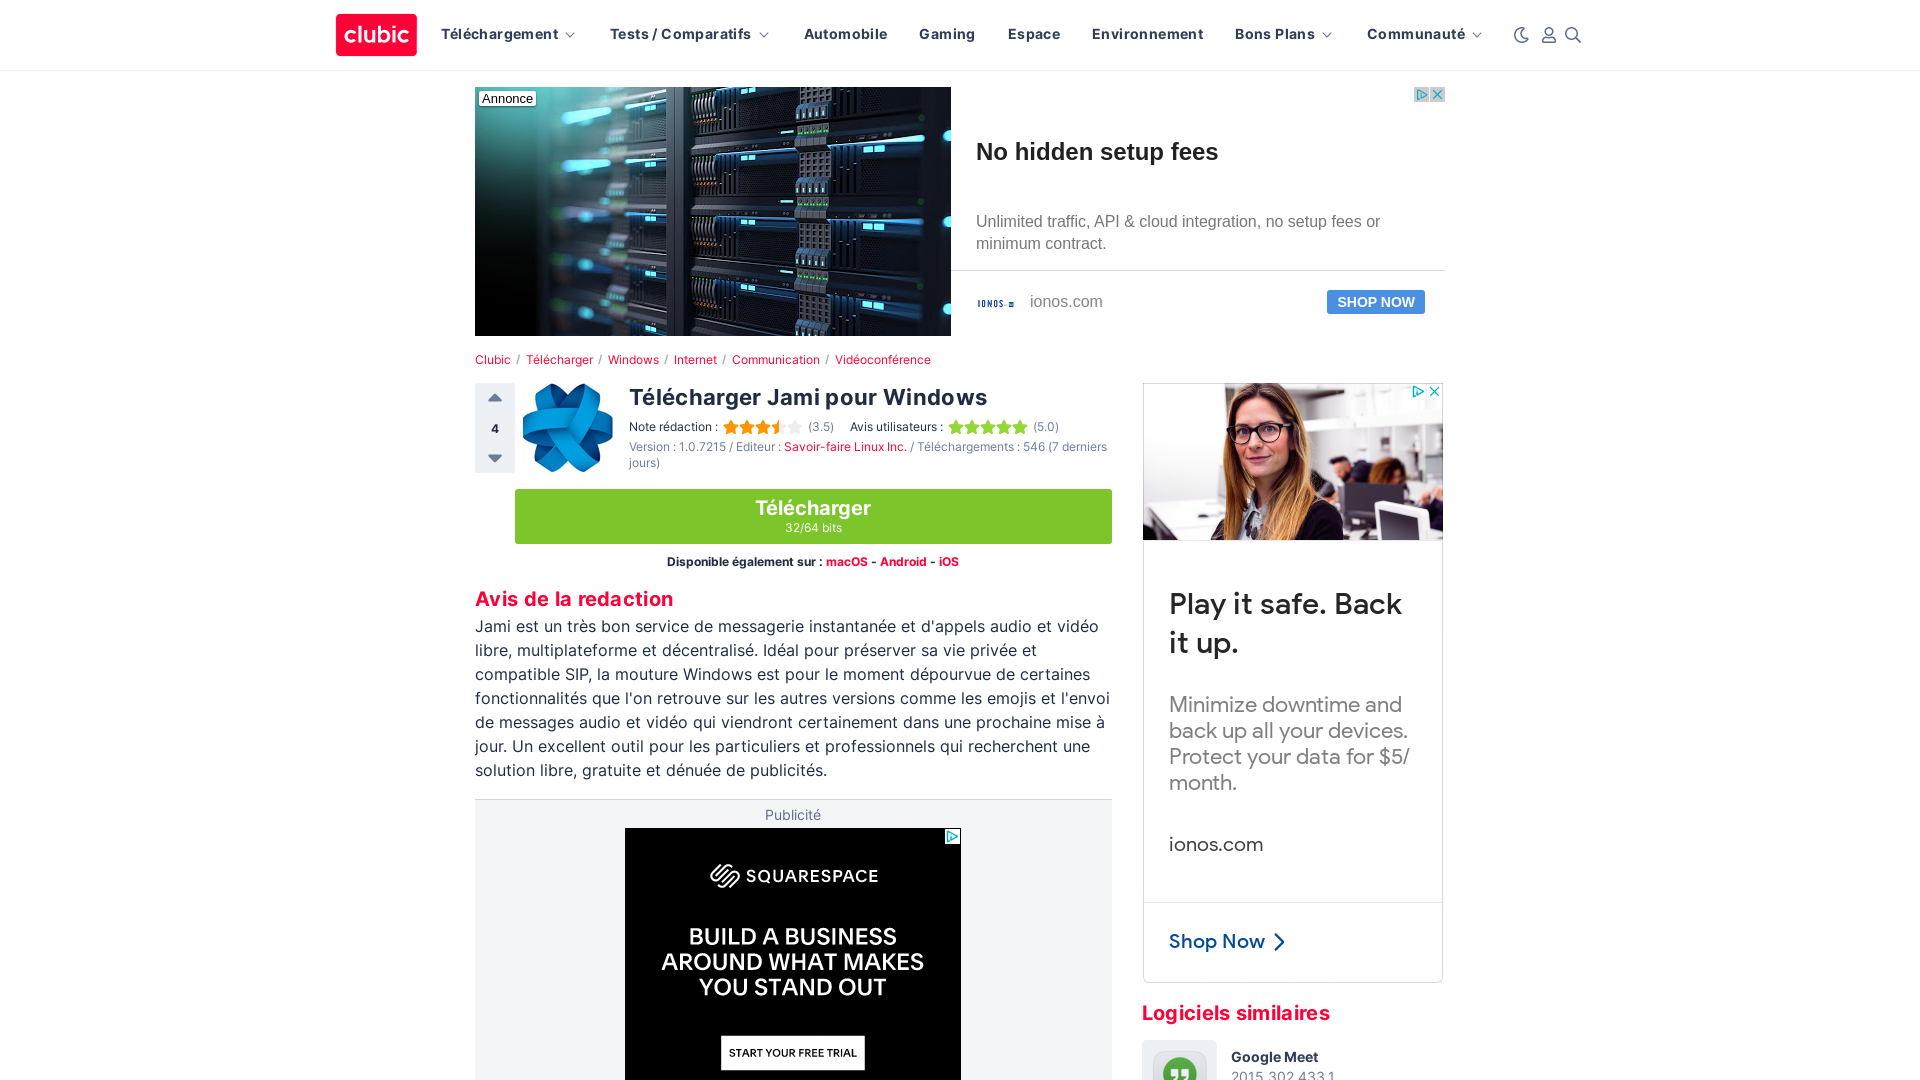 clubic
Téléchargement
Tests / Comparatifs
Automobile
Gaming
Espace
Environnement
Bons Plans
Communauté
Annonce
No hidden setup fees
Unlimited traffic, API & cloud integration, no setup fees or
minimum contract.
IONOS
ionos.com
SHOP NOW
Clubic / Télécharger / Windows / Internet / Communication / Vidéoconférence
4
Télécharger Jami pour Windows
Note rédaction : (3.5) Avis utilisateurs : (5.0)
Version : 1.0.7215 / Editeur : Savoir-faire Linux Inc. / Téléchargements : 546 (7 derniers
jours)
Télécharger
32/64 bits
Disponible également sur : macOS - Android - iOS
Avis de la redaction
Jami est un très bon service de messagerie instantanée et d'appels audio et vidéo
libre, multiplateforme et décentralisé. Idéal pour préserver sa vie privée et
compatible SIP, la mouture Windows est pour le moment dépourvue de certaines
fonctionnalités que l'on retrouve sur les autres versions comme les emojis et l'envoi
de messages audio et vidéo qui viendront certainement dans une prochaine mise à
jour. Un excellent outil pour les particuliers et professionnels qui recherchent une
solution libre, gratuite et dénuée de publicités.
Publicité
SQUARESPACE
BUILD A BUSINESS
AROUND WHAT MAKES
YOU STAND OUT
START YOUR FREE TRIAL
Play it safe. Back
it up.
Minimize downtime and
back up all your devices.
Protect your data for $5/
month.
ionos.com
Shop Now
Logiciels similaires
Google Meet
2015.302.433.1